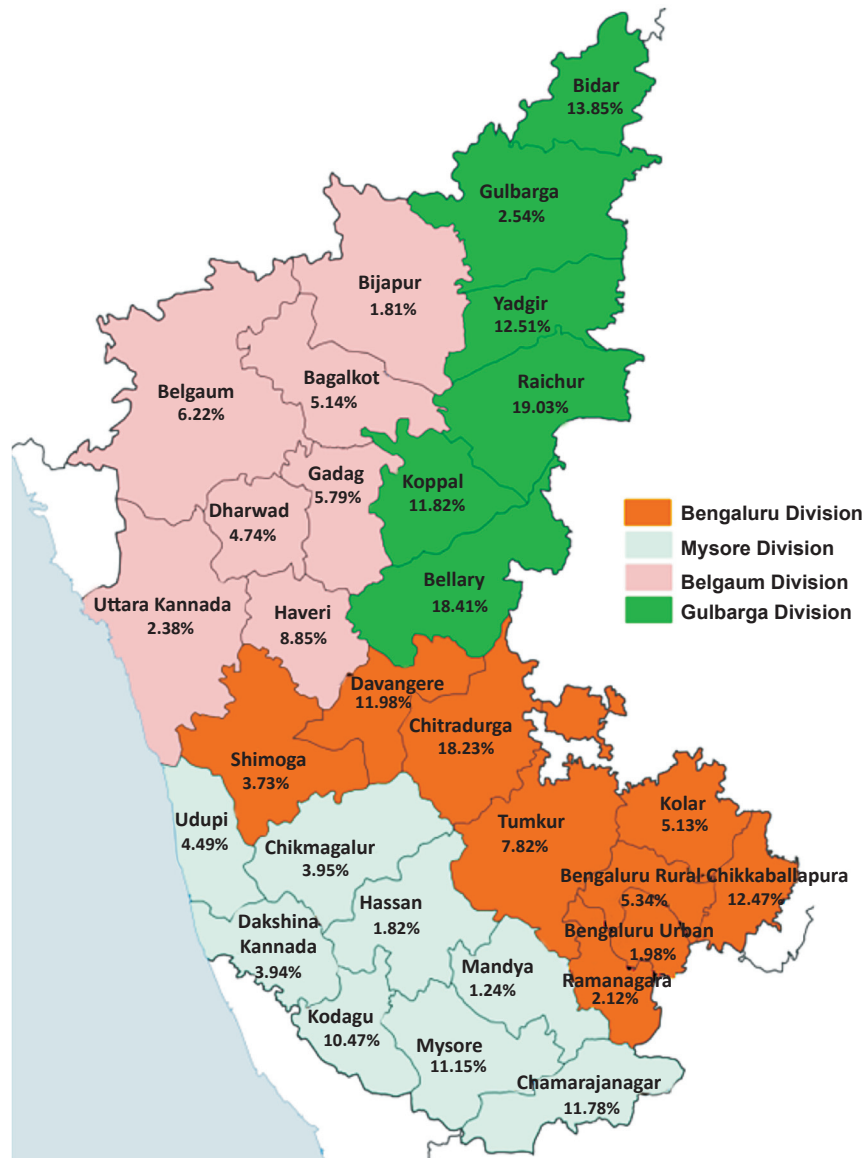 Bidar
13.85%
Gulbarga
2.54%
Bijapur
1.81%
Yadgir
12.51%
Raichur
19.03%
Bagalkot
5.14%
Belgaum
6.22%
Gadag
5.79%
Koppal
11.82%
Dharwad
4.74%
Bellary
18.41%
Uttara Kannada
2.38%
Haveri
8.85%
Bengaluru Division
Mysore Division
Belgaum Division
Gulbarga Division
Davangere
11.98%
Chitradurga
18.23%
Shimoga
3.73%
Udupi
4.49%
Chikmagalur
3.95%
Tumkur
7.82%
Kolar
5.13%
Bengaluru Rural
5.34%
Chikkaballapura
12.47%
Hassan
1.82%
Bengaluru Urban
1.98%
Dakshina
Kannada
3.94%
Mandya
1.24%
Ramanagara
2.12%
Kodagu
10.47%
Mysore
11.15%
Chamarajanagar
11.78%